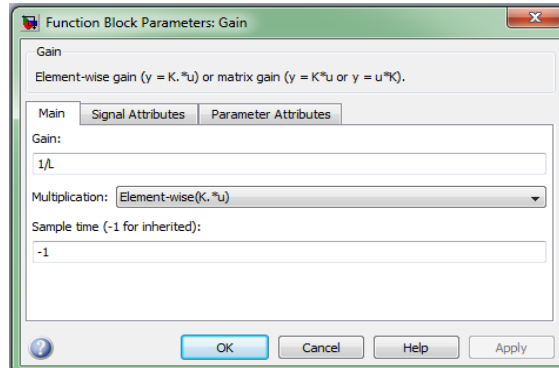 Function Block Parameters: Gain
Gain
Element-wise gain (y = K.*u) or matrix gain (y = K*u or y = u*K).
Main Signal Attributes Parameter Attributes
Gain:
1/L
Multiplication: Element-wise(K.*u)
Sample time (-1 for inherited):
-1
OK Cancel Help Apply